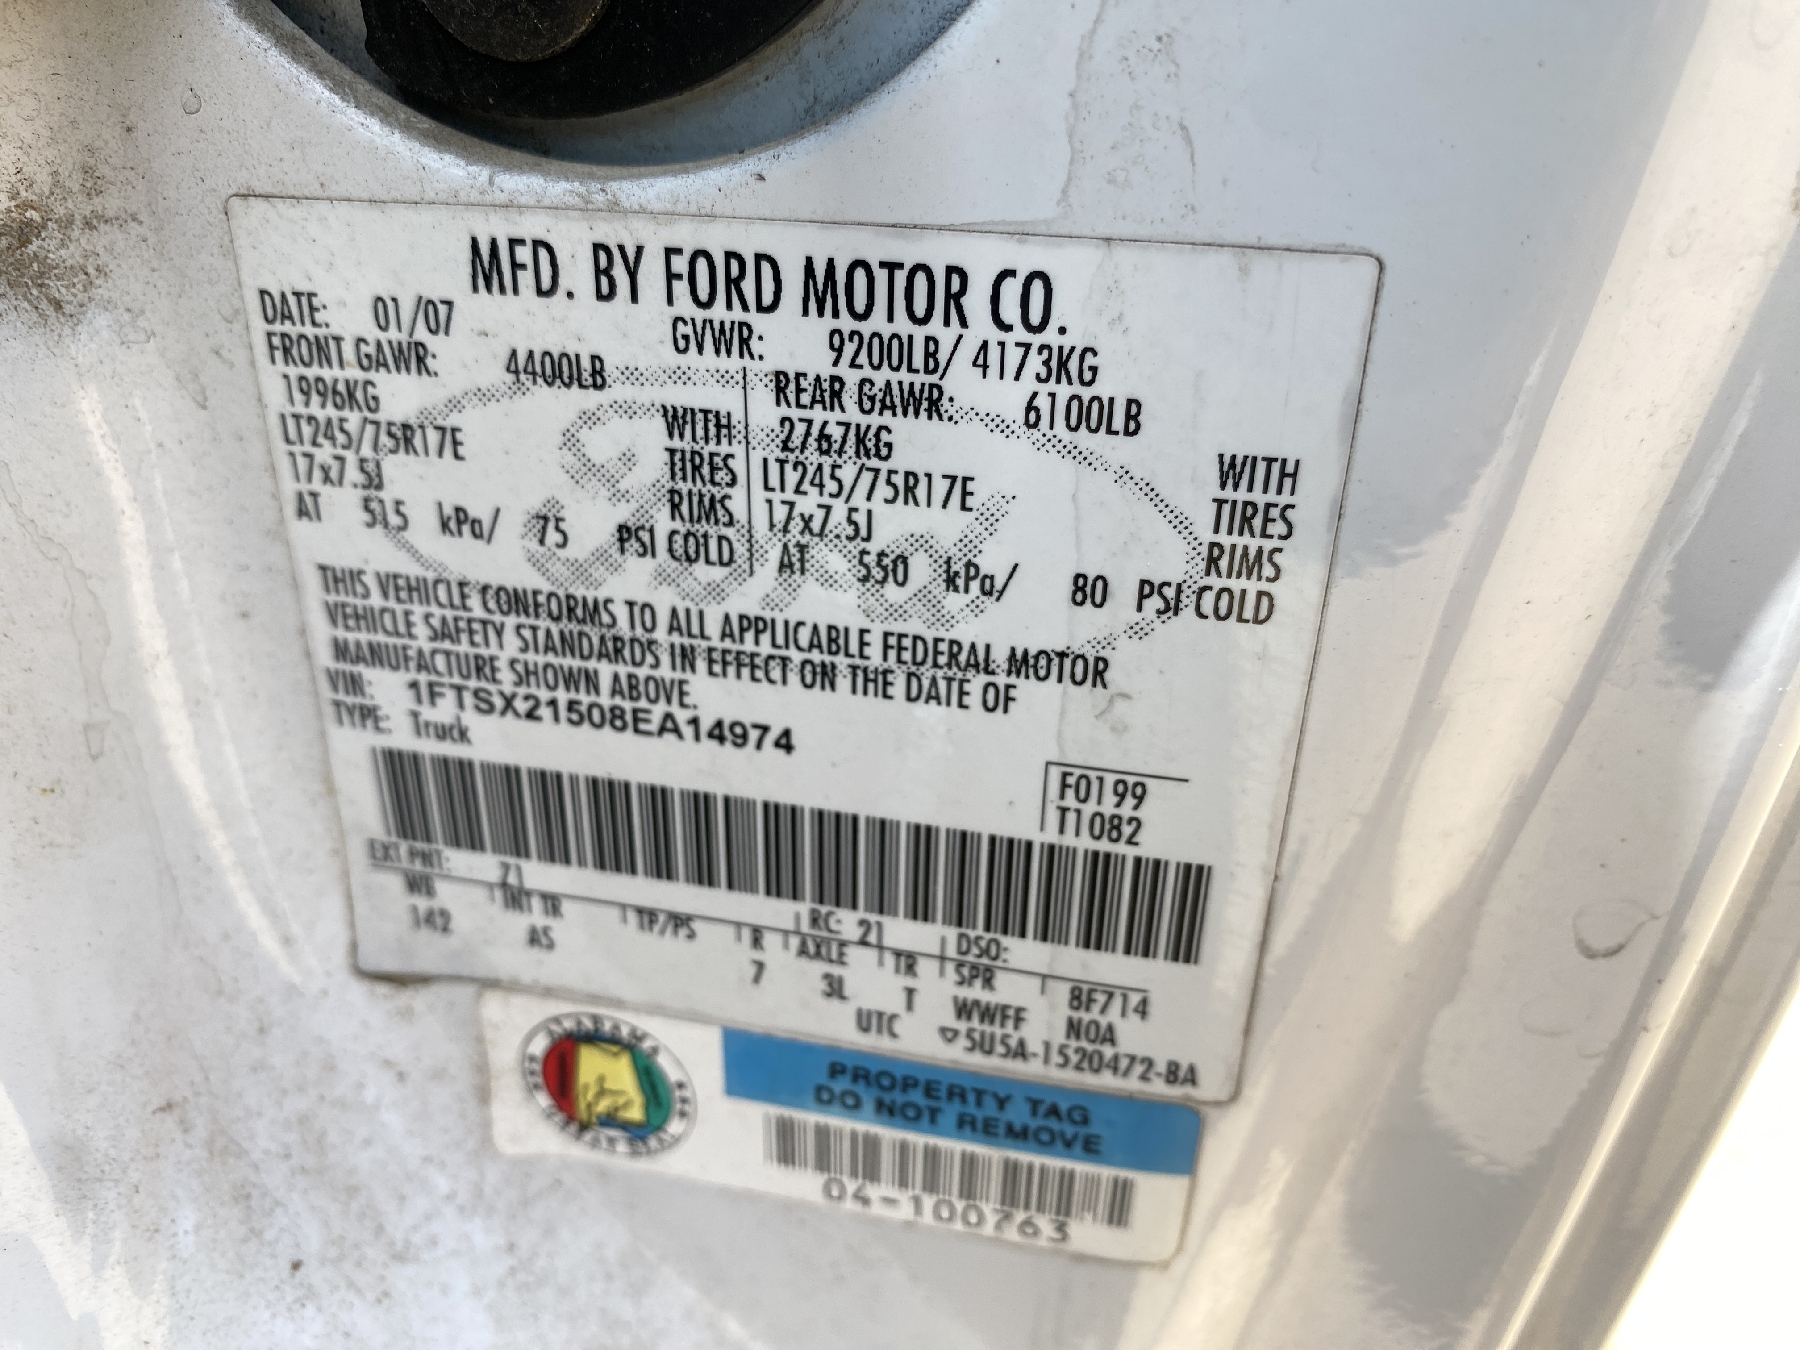 MFD. BY FORD MOTOR CO.
DATE: 01/07 GVWR: 9200LB/ 4173KG
FRONT GAWR: 4400LB REAR GAWR: 6100LB
1996KG WITH 2767KG WITH
LT245/75R17E TIRES LT245/75R17E TIRES
17x7.5J RIMS 17x7.5J RIMS
AT 515 kPa/ 75 PSI COLD AT 550 kPa/ 80 PSI COLD
THIS VEHICLE CONFORMS TO ALL APPLICABLE FEDERAL MOTOR
VEHICLE SAFETY STANDARDS IN EFFECT ON THE DATE OF
MANUFACTURE SHOWN ABOVE.
VIN: 1FTSX21508EA14974
TYPE: Truck
F0199
T1082
EXT PNT: Z1 RC: 21 DSO:
WB INT TR TP/PS R AXLE TR SPR 8F714
142 AS 7 3L T WWFF NOA
UTC ▽5U5A-1520472-BA
ALABAMA
PROPERTY TAG
DO NOT REMOVE
04-100763
Ford